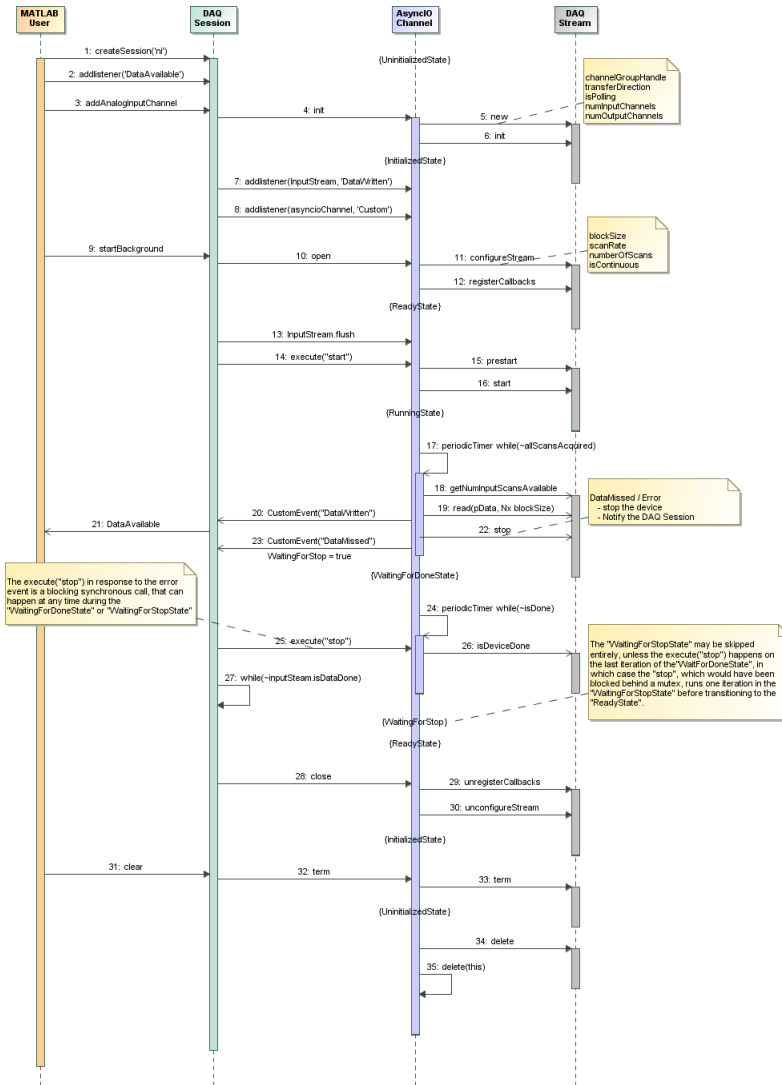 MATLAB
User
DAQ
Session
AsyncIO
Channel
DAQ
Stream
1: createSession('ni')
{UninitializedState}
2: addlistener('DataAvailable')
channelGroupHandle
transferDirection
isPolling
numInputChannels
numOutputChannels
3: addAnalogInputChannel
4: init
5: new
6: init
{InitializedState}
7: addlistener(InputStream, 'DataWritten')
8: addlistener(asyncioChannel, 'Custom')
9: startBackground
10: open
11: configureStream
blockSize
scanRate
numberOfScans
isContinuous
12: registerCallbacks
{ReadyState}
13: InputStream.flush
14: execute("start")
15: prestart
16: start
{RunningState}
17: periodicTimer while(~allScansAcquired)
18: getNumInputScansAvailable
19: read(pData, Nx blockSize)
20: CustomEvent("DataWritten")
21: DataAvailable
22: stop
DataMissed / Error
- stop the device
- Notify the DAQ Session
23: CustomEvent("DataMissed")
WaitingForStop = true
{WaitingForDoneState}
The execute("stop") in response to the error
event is a blocking synchronous call, that can
happen at any time during the
"WaitingForDoneState" or "WaitingForStopState"
24: periodicTimer while(~isDone)
25: execute("stop")
26: isDeviceDone
The "WaitingForStopState" may be skipped
entirely, unless the execute("stop") happens on
the last iteration of the"WaitForDoneState", in
which case the "stop", which would have been
blocked behind a mutex, runs one iteration in the
"WaitingForStopState" before transitioning to the
"ReadyState".
27: while(~inputSteam.isDataDone)
{WaitingForStop}
{ReadyState}
28: close
29: unregisterCallbacks
30: unconfigureStream
{InitializedState}
31: clear
32: term
33: term
{UninitializedState}
34: delete
35: delete(this)